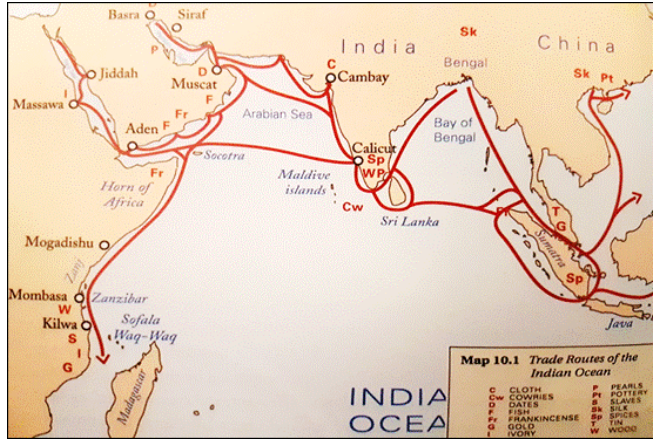 Basra
Siraf
D
P
India
Sk
China
Bengal
Sk Pt
Jiddah
D
Muscat
C
Cambay
I
Massawa
F
Fr
F
Arabian Sea
Bay of
Bengal
Aden
Socotra
Calicut
Sp
WP
Fr
Horn of
Africa
Maldive
islands
Cw
Sri Lanka
T
G
Sumatra
Mogadishu
Zanj
Sp
Mombasa
Zanzibar
W
Kilwa
Sofala
Waq-Waq
S
I
G
Java
Madagascar
INDIA
OCEA
Map 10.1 Trade Routes of the
Indian Ocean
C CLOTH
Cw COWRIES
D DATES
F FISH
Fr FRANKINCENSE
G GOLD
I IVORY
P PEARLS
Pt POTTERY
S SLAVES
Sk SILK
Sp SPICES
T TIN
W WOOD